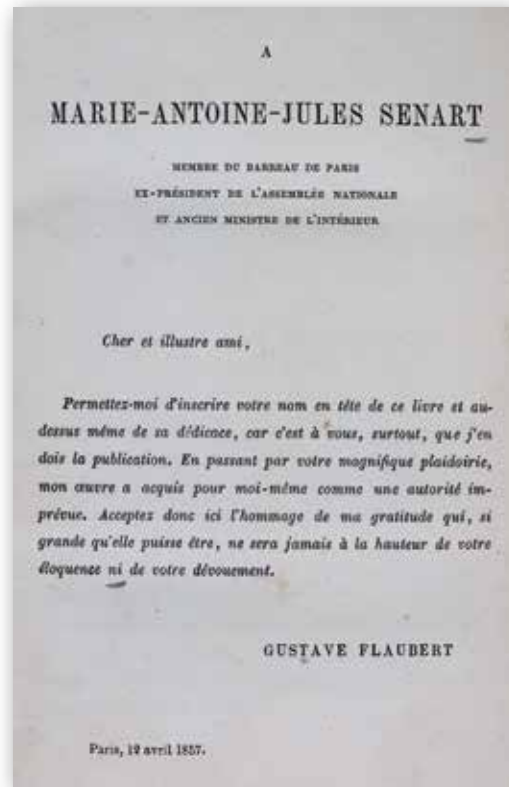 A
MARIE-ANTOINE-JULES SENART
MEMBRE DU BARREAU DE PARIS
EX-PRÉSIDENT DE L'ASSEMBLÉE NATIONALE
ET ANCIEN MINISTRE DE L'INTÉRIEUR
Cher et illustre ami,
Permettez-moi d'inscrire votre nom en tête de ce livre et au-
dessus même de sa dédicace, car c'est à vous, surtout, que j'en
dois la publication. En passant par votre magnifique plaidoirie,
mon œuvre a acquis pour moi-même comme une autorité im-
prévue. Acceptez donc ici l'hommage de ma gratitude qui, si
grande qu'elle puisse être, ne sera jamais à la hauteur de votre
éloquence ni de votre dévouement.
GUSTAVE FLAUBERT
Paris, 12 avril 1857.